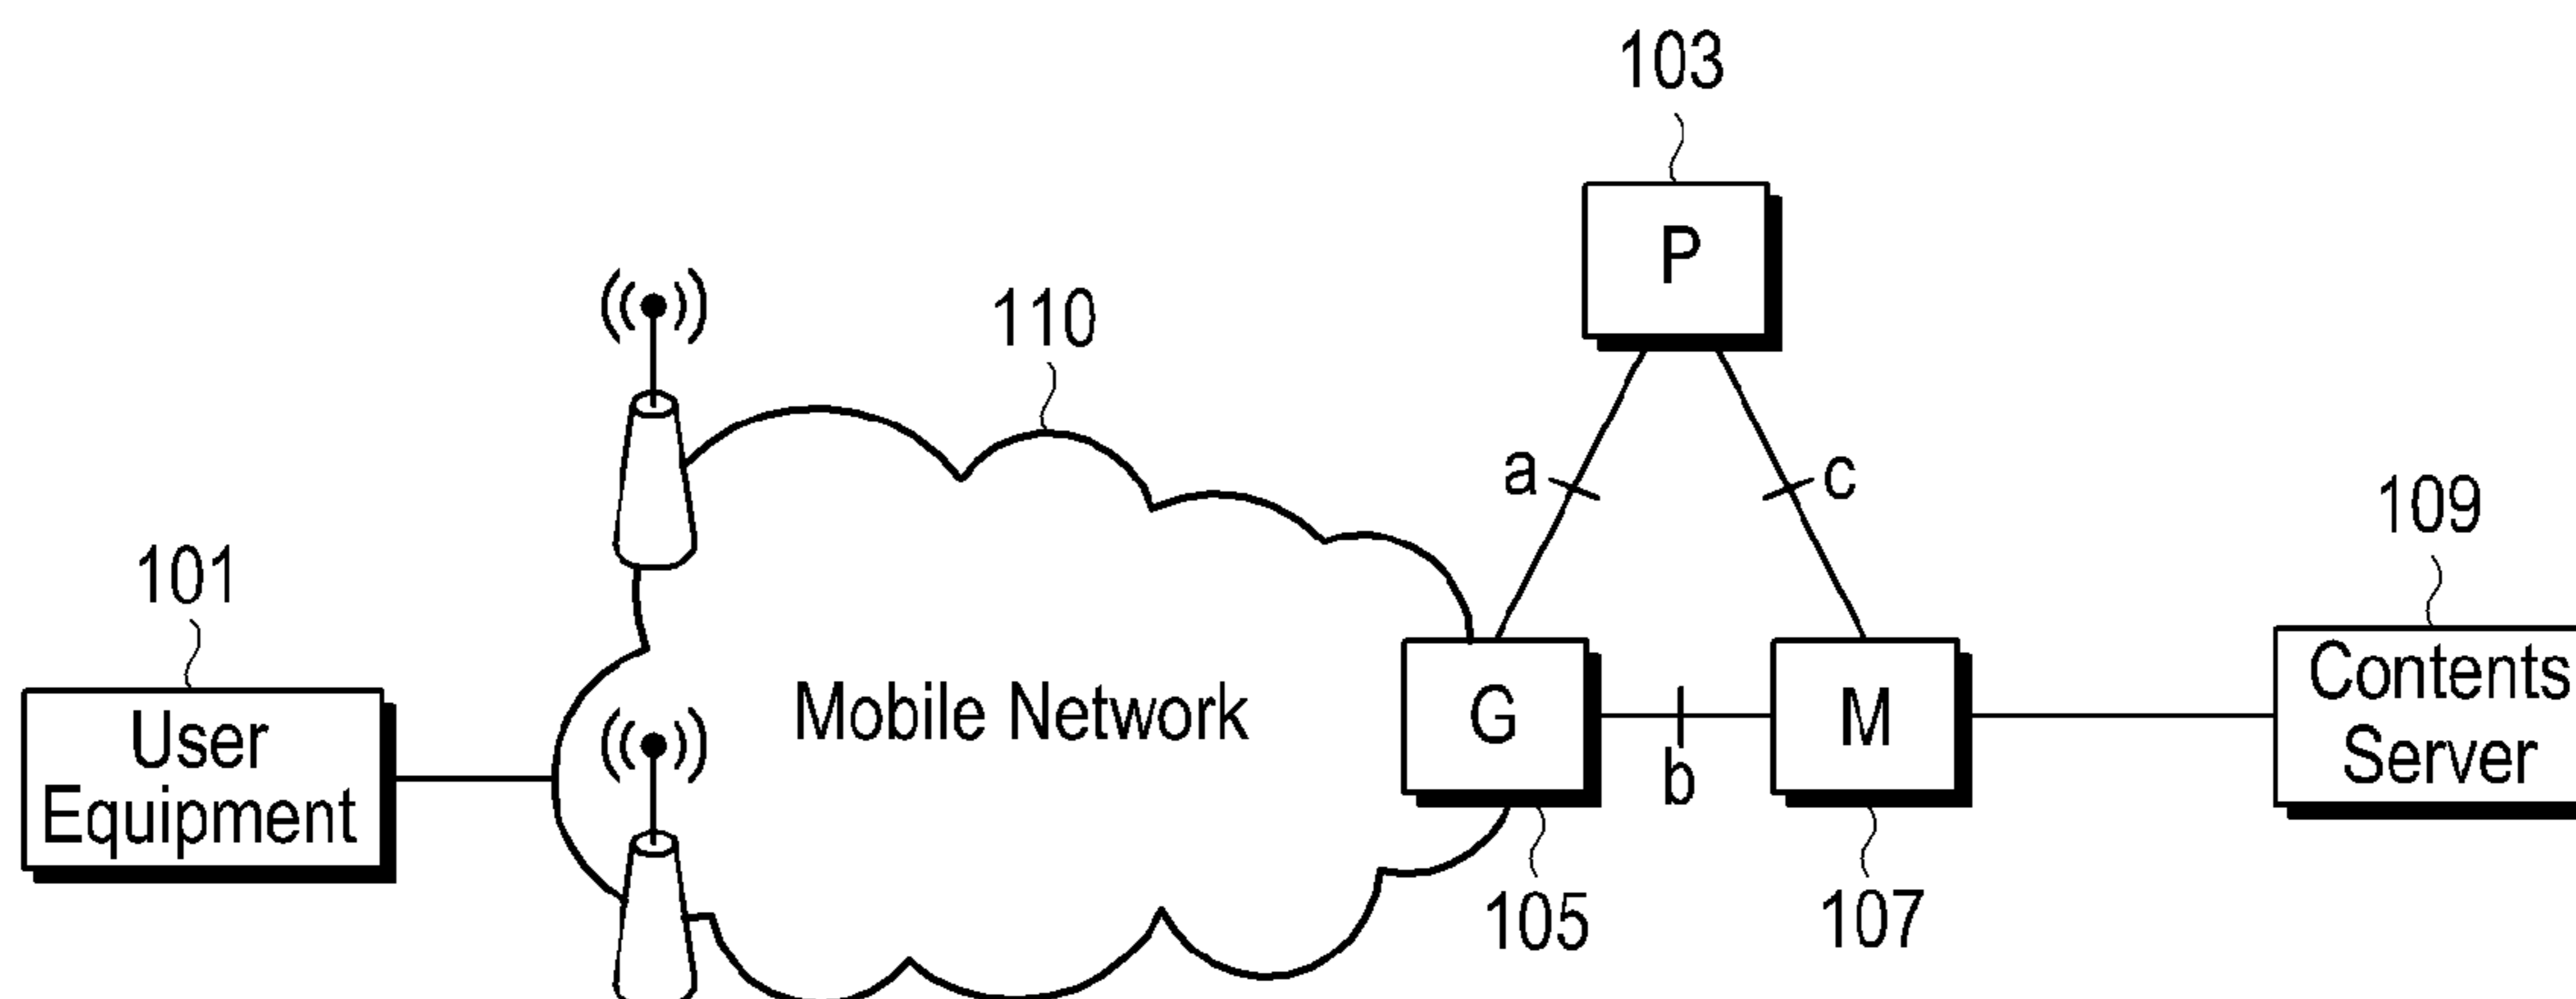 103
P
110
a
c
109
101
Contents
Server
User
Equipment
Mobile Network
G
M
b
105
107